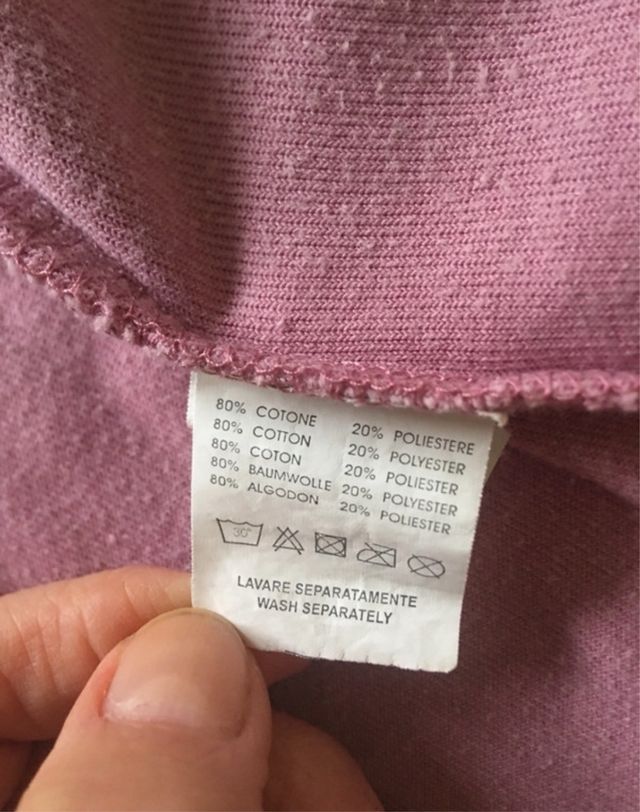 80% COTONE 20% POLIESTERE
80% COTTON 20% POLYESTER
80% COTON 20% POLIESTER
80% BAUMWOLLE 20% POLYESTER
80% ALGODON 20% POLIESTER
30°
LAVARE SEPARATAMENTE
WASH SEPARATELY